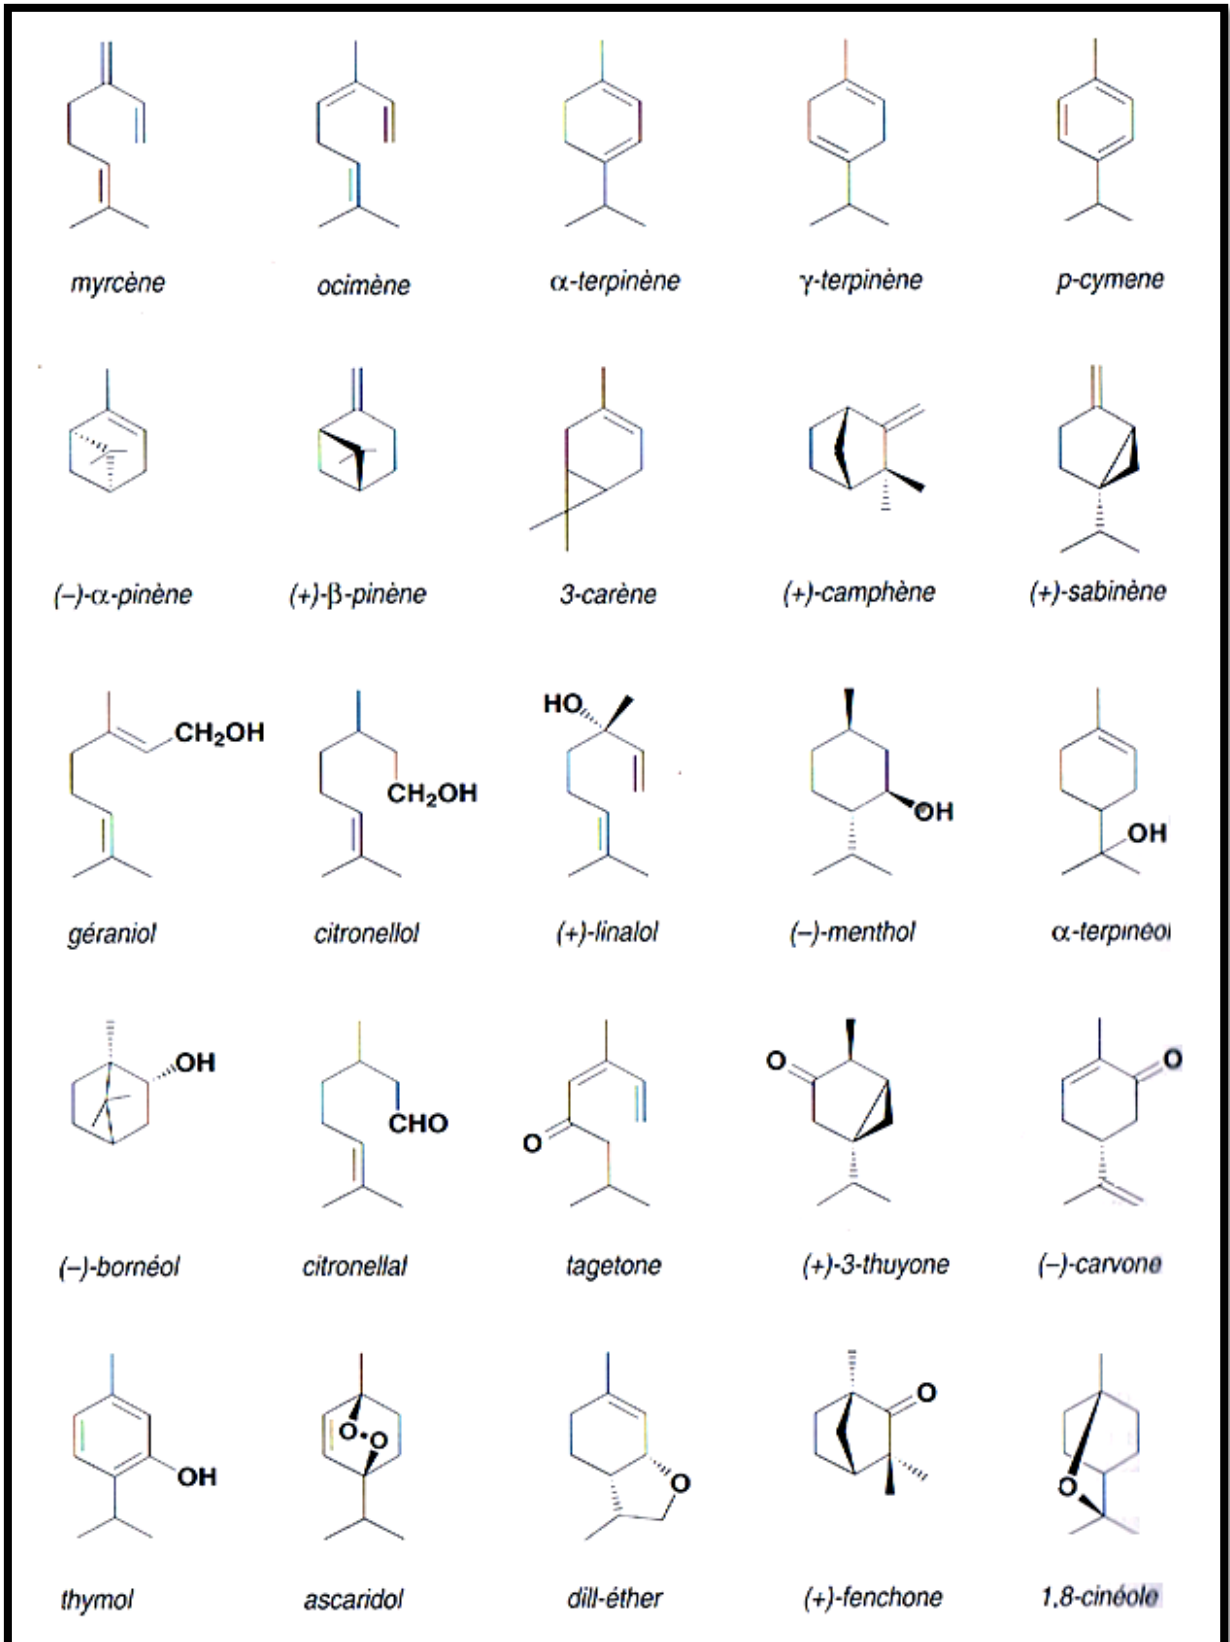 myrcène ocimène α-terpinène γ-terpinène p-cymene
(–)-α-pinène (+)-β-pinène 3-carène (+)-camphène (+)-sabinène
CH₂OH CH₂OH HO OH OH
géraniol citronellol (+)-linalol (–)-menthol α-terpinéol
OH CHO O O O
(–)-bornéol citronellal tagetone (+)-3-thuyone (–)-carvone
OH O O O O O
thymol ascaridol dill-éther (+)-fenchone 1,8-cinéole